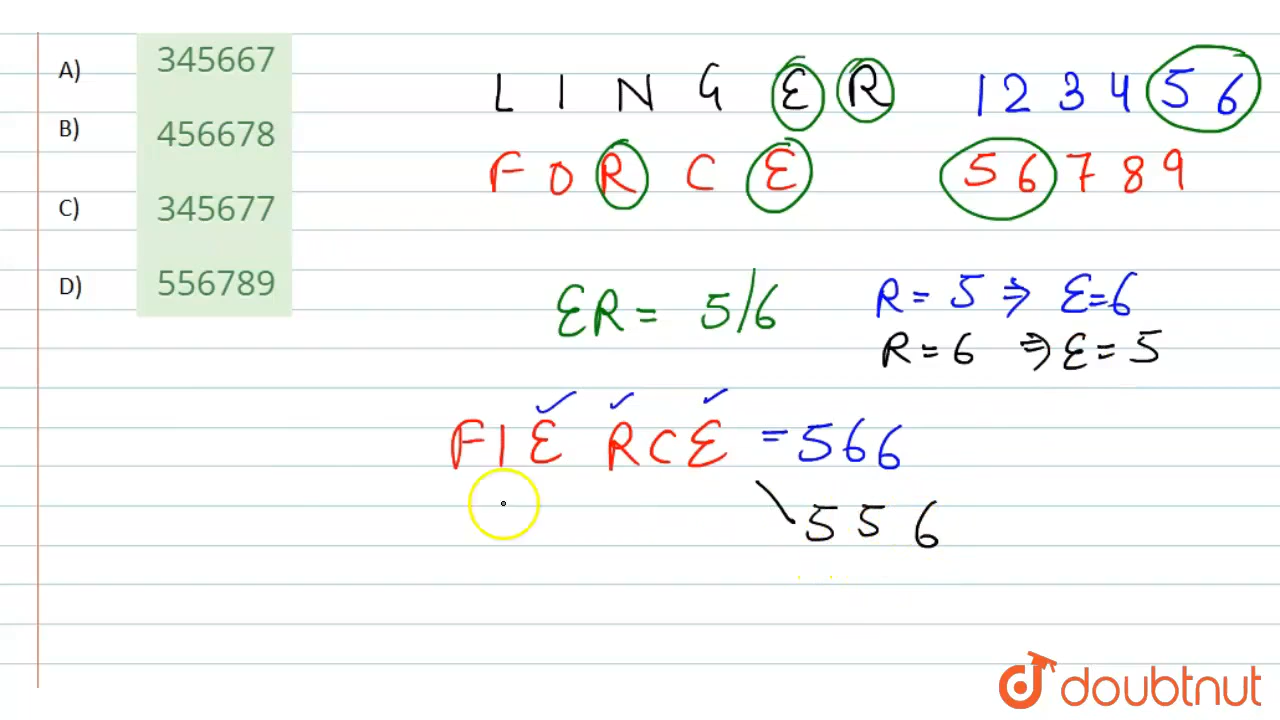 A) 345667
B) 456678
C) 345677
D) 556789
L I N G E R 1 2 3 4 5 6
F O R C E 5 6 7 8 9
ER = 5/6
R = 5 ⇒ E = 6
R = 6 ⇒ E = 5
F I E R C E = 566
556
doubtnut